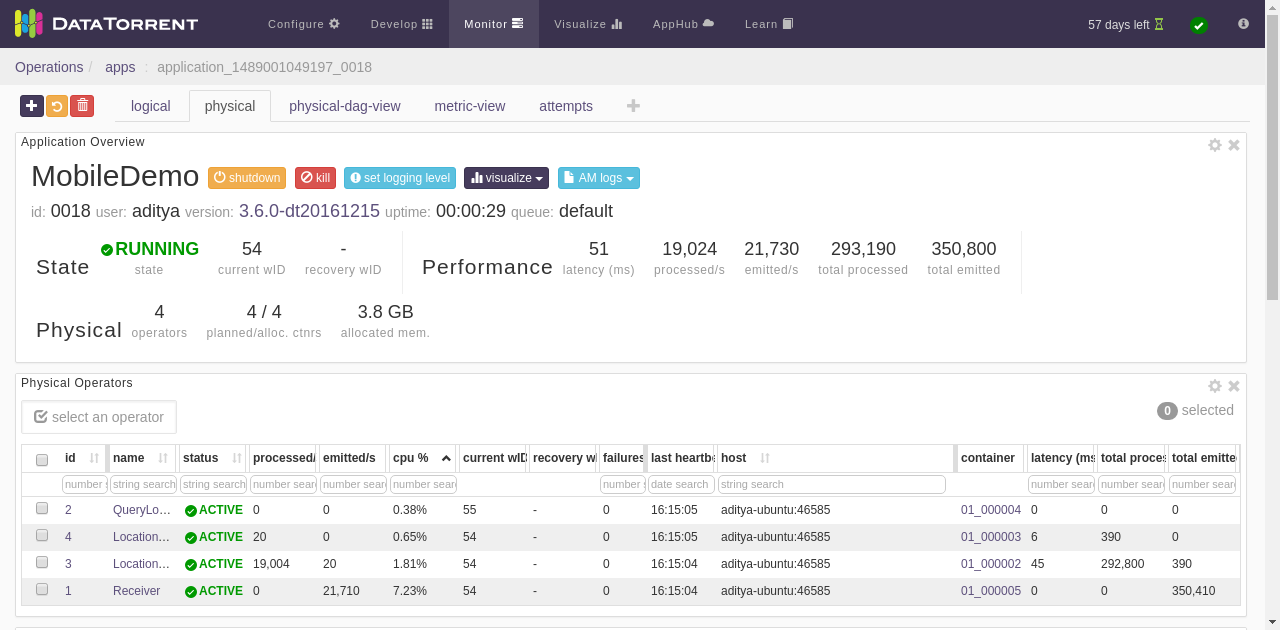 DATATORRENT Configure Develop Monitor Visualize AppHub Learn 57 days left
Operations / apps : application_1489001049197_0018
logical physical physical-dag-view metric-view attempts
Application Overview
MobileDemo shutdown kill set logging level visualize AM logs
id: 0018 user: aditya version: 3.6.0-dt20161215 uptime: 00:00:29 queue: default
State RUNNING state 54 current wID - recovery wID Performance 51 latency (ms) 19,024 processed/s 21,730 emitted/s 293,190 total processed 350,800 total emitted
Physical 4 operators 4 / 4 planned/alloc. ctnrs 3.8 GB allocated mem.
Physical Operators
select an operator 0 selected
id name status processed/ emitted/s cpu % current wID recovery wI failures last heartbe host container latency (ms total proces total emitte
number s string search string search number sear number sear number sear number s date search string search number sear number sear number sear
2 QueryLo... ACTIVE 0 0 0.38% 55 - 0 16:15:05 aditya-ubuntu:46585 01_000004 0 0 0
4 Location... ACTIVE 20 0 0.65% 54 - 0 16:15:05 aditya-ubuntu:46585 01_000003 6 390 0
3 Location... ACTIVE 19,004 20 1.81% 54 - 0 16:15:04 aditya-ubuntu:46585 01_000002 45 292,800 390
1 Receiver ACTIVE 0 21,710 7.23% 54 - 0 16:15:04 aditya-ubuntu:46585 01_000005 0 0 350,410